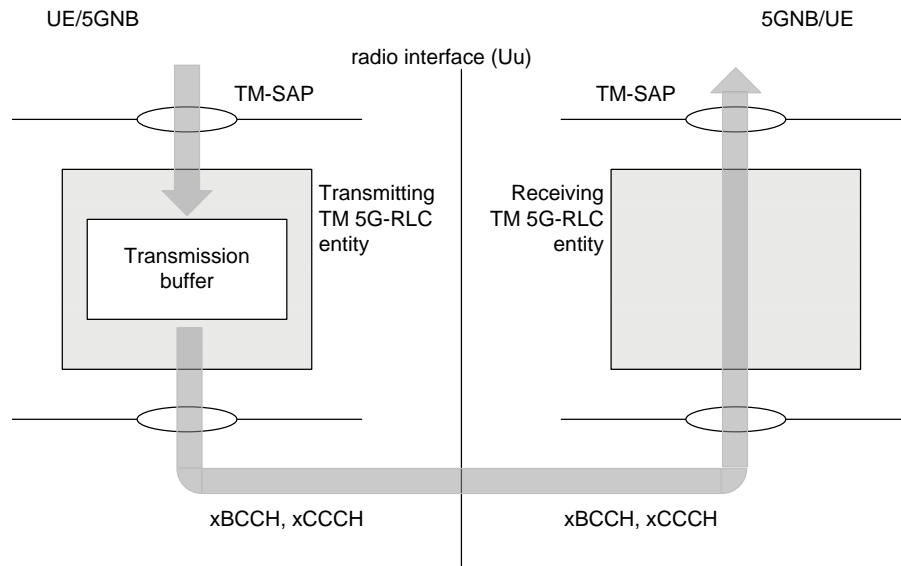 UE/5GNB
5GNB/UE
radio interface (Uu)
TM-SAP
TM-SAP
Transmitting
TM 5G-RLC
entity
Receiving
TM 5G-RLC
entity
Transmission
buffer
xBCCH, xCCCH
xBCCH, xCCCH